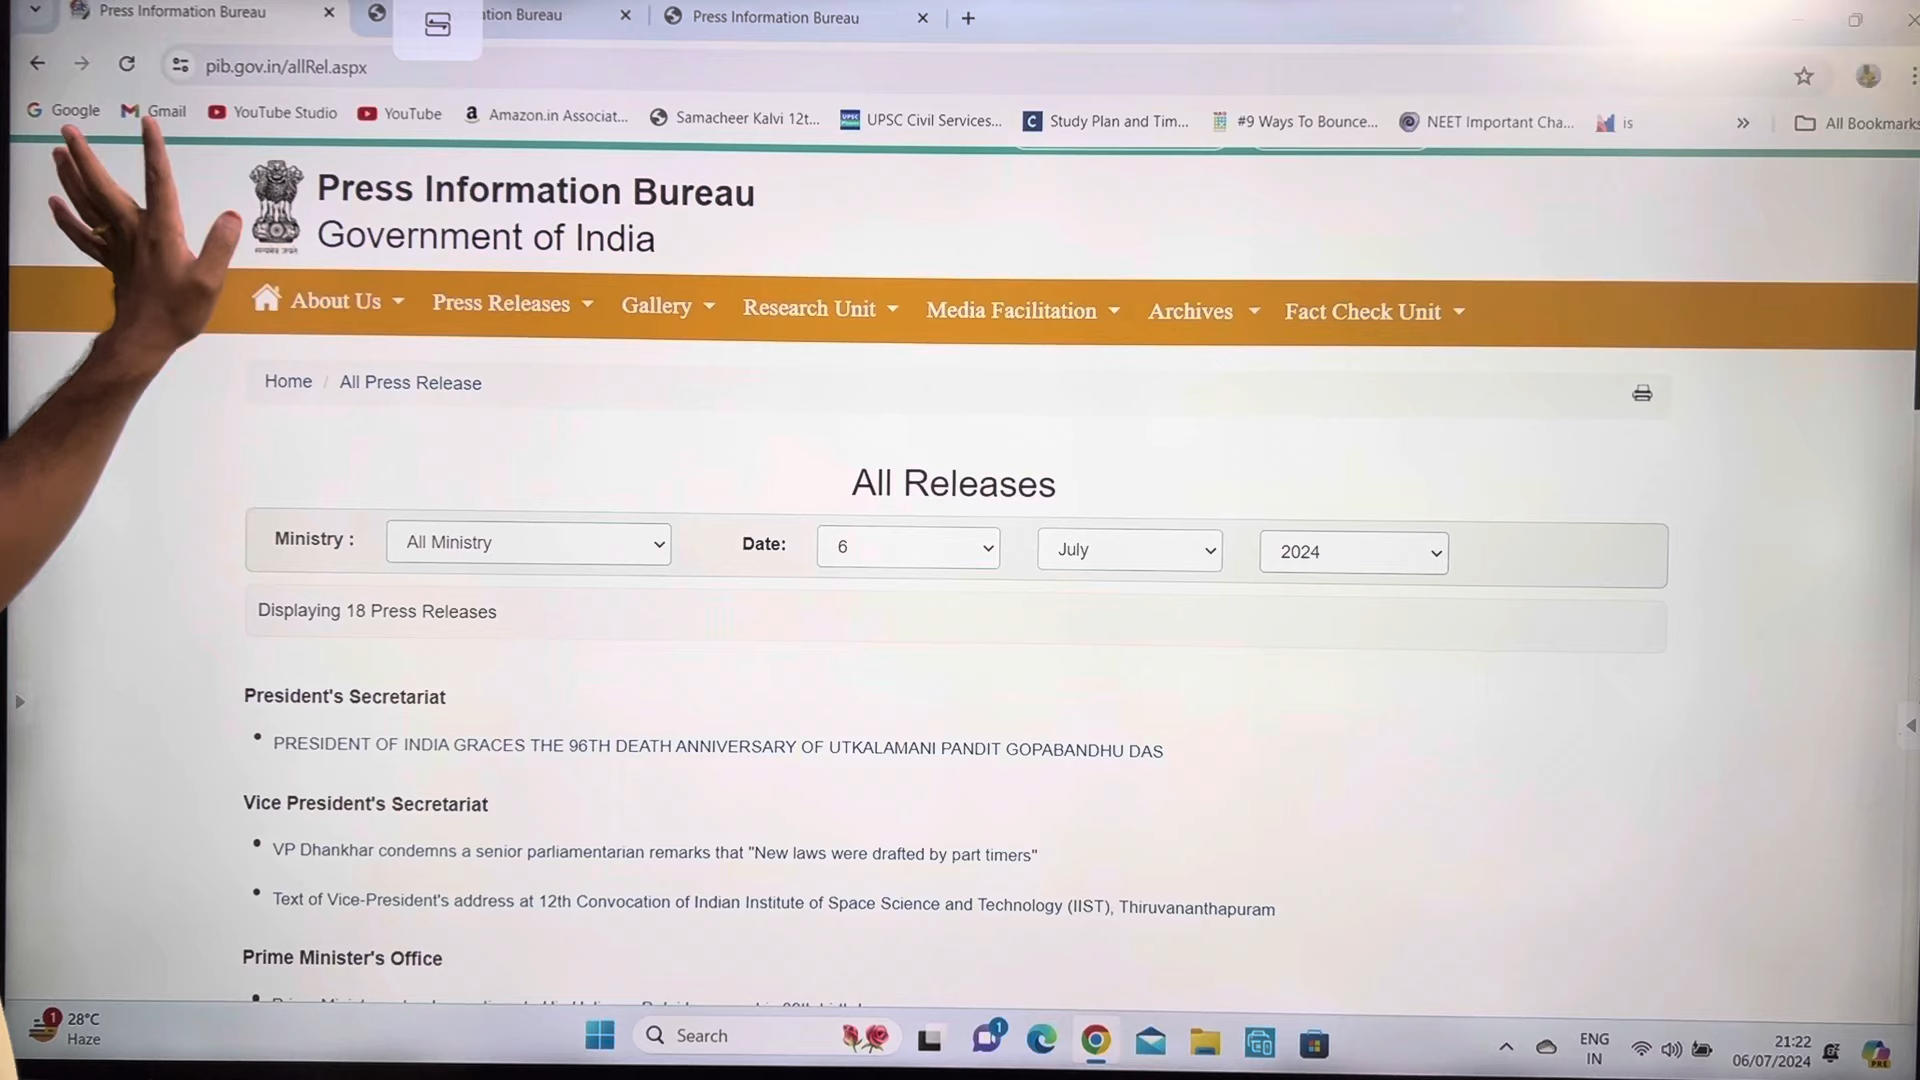 Press Information Bureau
tion Bureau
Press Information Bureau
pib.gov.in/allRel.aspx
Google
Gmail
YouTube Studio
YouTube
Amazon.in Associat...
Samacheer Kalvi 12t...
UPSC Civil Services...
Study Plan and Tim...
#9 Ways To Bounce...
NEET Important Cha...
is
All Bookmarks
Press Information Bureau
Government of India
सत्यमेव जयते
About Us
Press Releases
Gallery
Research Unit
Media Facilitation
Archives
Fact Check Unit
Home / All Press Release
All Releases
Ministry : All Ministry Date: 6 July 2024
Displaying 18 Press Releases
President's Secretariat
PRESIDENT OF INDIA GRACES THE 96TH DEATH ANNIVERSARY OF UTKALAMANI PANDIT GOPABANDHU DAS
Vice President's Secretariat
VP Dhankhar condemns a senior parliamentarian remarks that "New laws were drafted by part timers"
Text of Vice-President's address at 12th Convocation of Indian Institute of Space Science and Technology (IIST), Thiruvananthapuram
Prime Minister's Office
1
28°C
Haze
Search
1
ENG
IN
21:22
06/07/2024
PRE